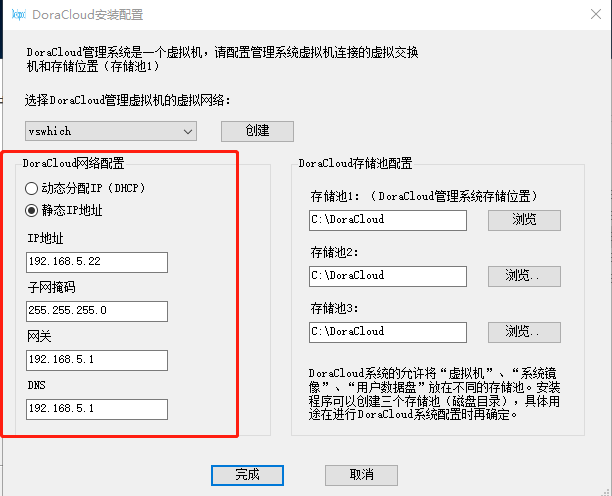 DoraCloud安装配置
DoraCloud管理系统是一个虚拟机，请配置管理系统虚拟机连接的虚拟交换
机和存储位置（存储池1）
选择DoraCloud管理虚拟机的虚拟网络：
vswhich
创建
DoraCloud网络配置
动态分配IP（DHCP）
静态IP地址
IP地址
192.168.5.22
子网掩码
255.255.255.0
网关
192.168.5.1
DNS
192.168.5.1
DoraCloud存储池配置
存储池1：（DoraCloud管理系统存储位置）
C:\DoraCloud
浏览
存储池2：
C:\DoraCloud
浏览..
存储池3：
C:\DoraCloud
浏览..
DoraCloud系统的允许将“虚拟机”、“系统镜
像”、“用户数据盘”放在不同的存储池。安装
程序可以创建三个存储池（磁盘目录），具体用
途在进行DoraCloud系统配置时再确定。
完成
取消